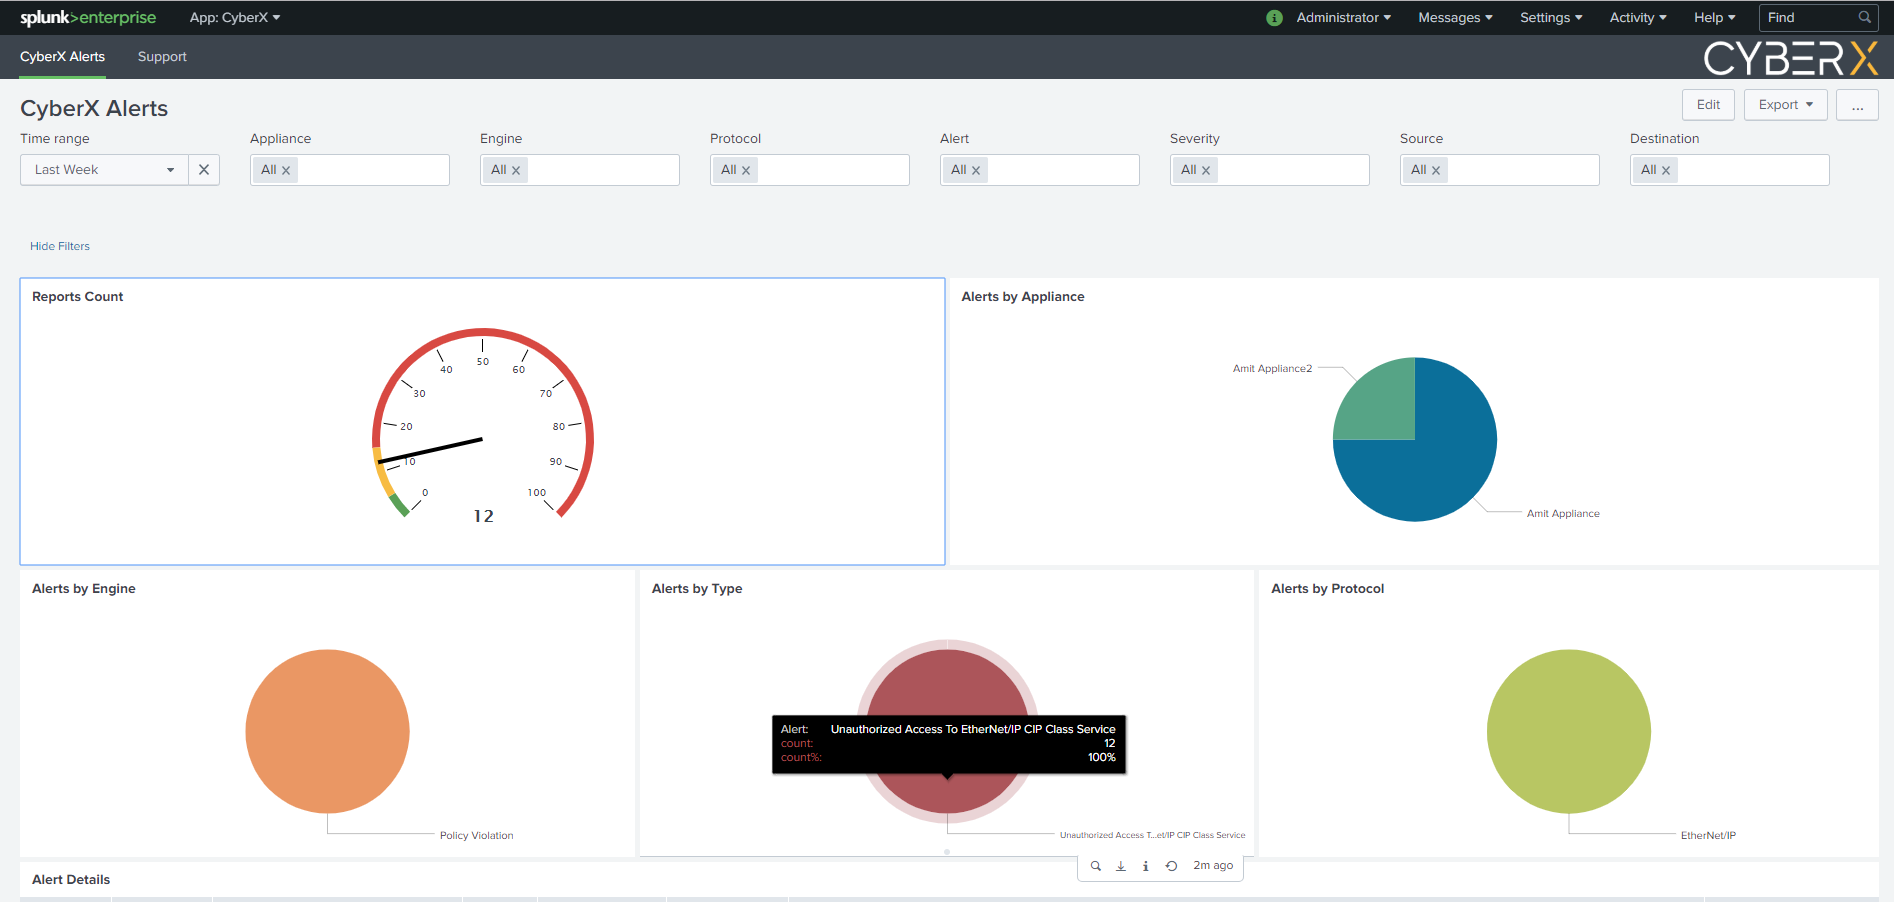 splunk>enterprise App: CyberX i Administrator Messages Settings Activity Help Find
CyberX Alerts Support CYBERX
CyberX Alerts Edit Export ...
Time range Appliance Engine Protocol Alert Severity Source Destination
Last Week All All All All All All All
Hide Filters
Reports Count
0
10
20
30
40
50
60
70
80
90
100
12
Alerts by Appliance
Amit Appliance2
Amit Appliance
Alerts by Engine
Policy Violation
Alerts by Type
Alert: Unauthorized Access To EtherNet/IP CIP Class Service
count: 12
count%: 100%
Unauthorized Access T...et/IP CIP Class Service
2m ago
Alerts by Protocol
EtherNet/IP
Alert Details